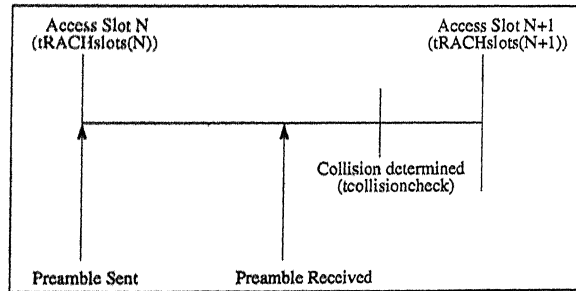 Access Slot N
(tRACHslots(N))
Access Slot N+1
(tRACHslots(N+1))
Collision determined
(tcollisioncheck)
Preamble Sent
Preamble Received